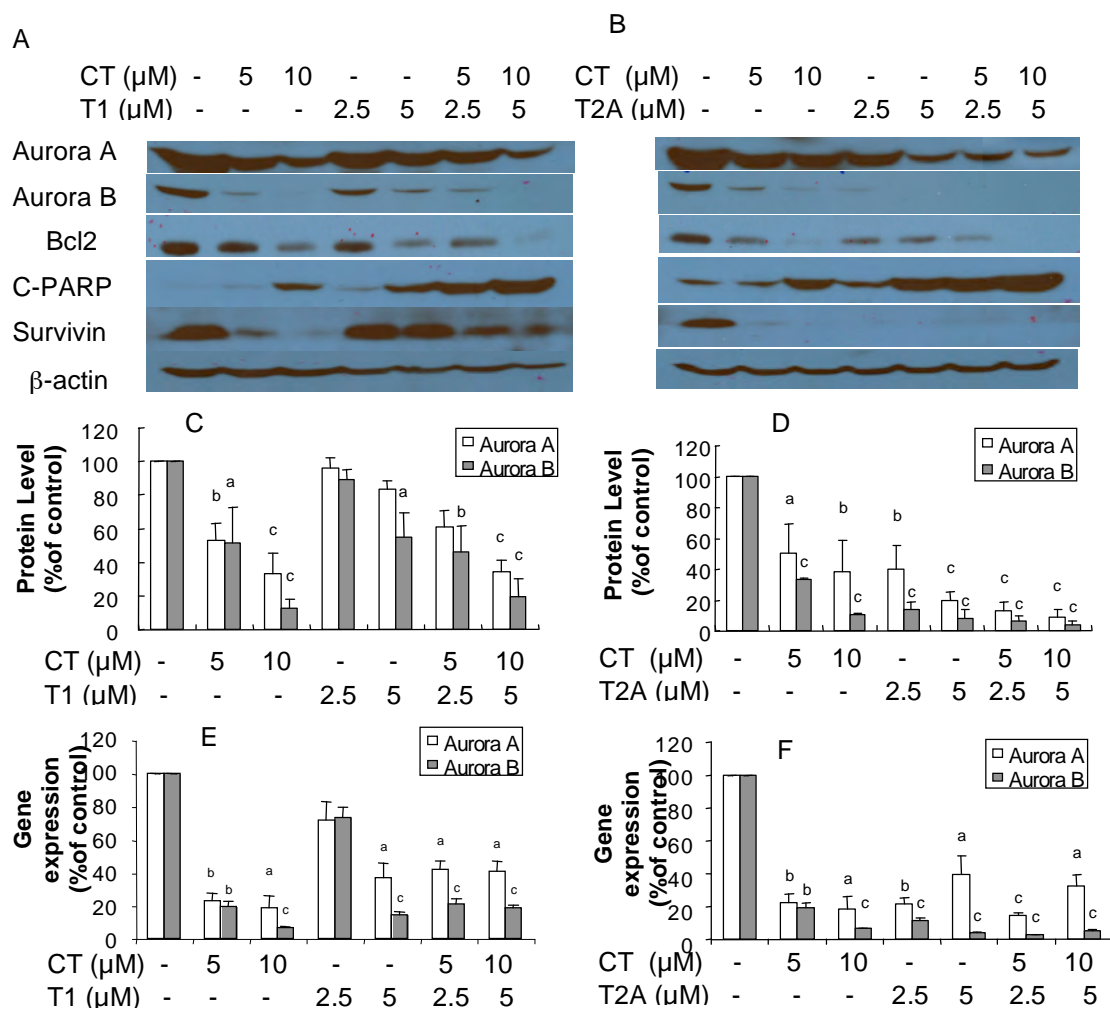 A
B
CT (µM) - 5 10 - - 5 10
T1 (µM) - - - 2.5 5 2.5 5
CT (µM) - 5 10 - - 5 10
T2A (µM) - - - 2.5 5 2.5 5
Aurora A
Aurora B
Bcl2
C-PARP
Survivin
β-actin
C
Protein Level
(%of control)
120
100
80
60
40
20
0
Aurora A
Aurora B
b a c c a b c c
CT (µM) - 5 10 - - 5 10
T1 (µM) - - - 2.5 5 2.5 5
D
Protein Level
(%of control)
120
100
80
60
40
20
0
Aurora A
Aurora B
a c b c b c c c c c c c
CT (µM) - 5 10 - - 5 10
T2A (µM) - - - 2.5 5 2.5 5
E
Gene
expression
(%of control)
120
100
80
60
40
20
0
Aurora A
Aurora B
b b a c a c a c a c
CT (µM) - 5 10 - - 5 10
T1 (µM) - - - 2.5 5 2.5 5
F
Gene
expression
(%of control)
120
100
80
60
40
20
0
Aurora A
Aurora B
b b a c b c a c c c a c
CT (µM) - 5 10 - - 5 10
T2A (µM) - - - 2.5 5 2.5 5